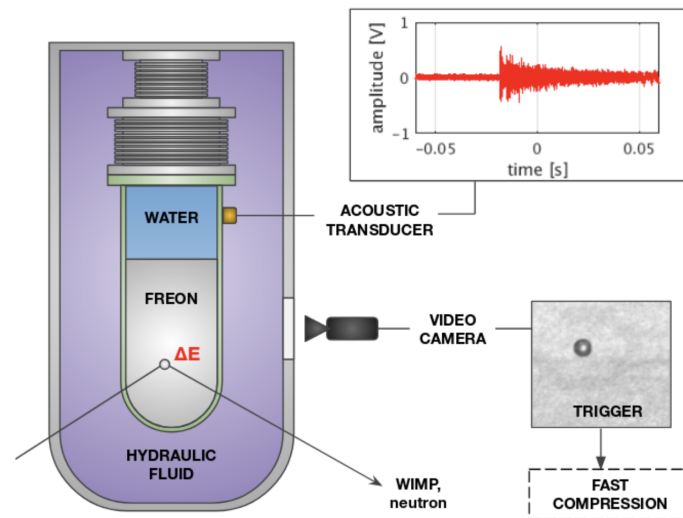 amplitude [V]
1
0
-1
-0.05
0
0.05
time [s]
WATER
ACOUSTIC
TRANSDUCER
FREON
VIDEO
CAMERA
ΔE
TRIGGER
HYDRAULIC
FLUID
WIMP,
neutron
FAST
COMPRESSION